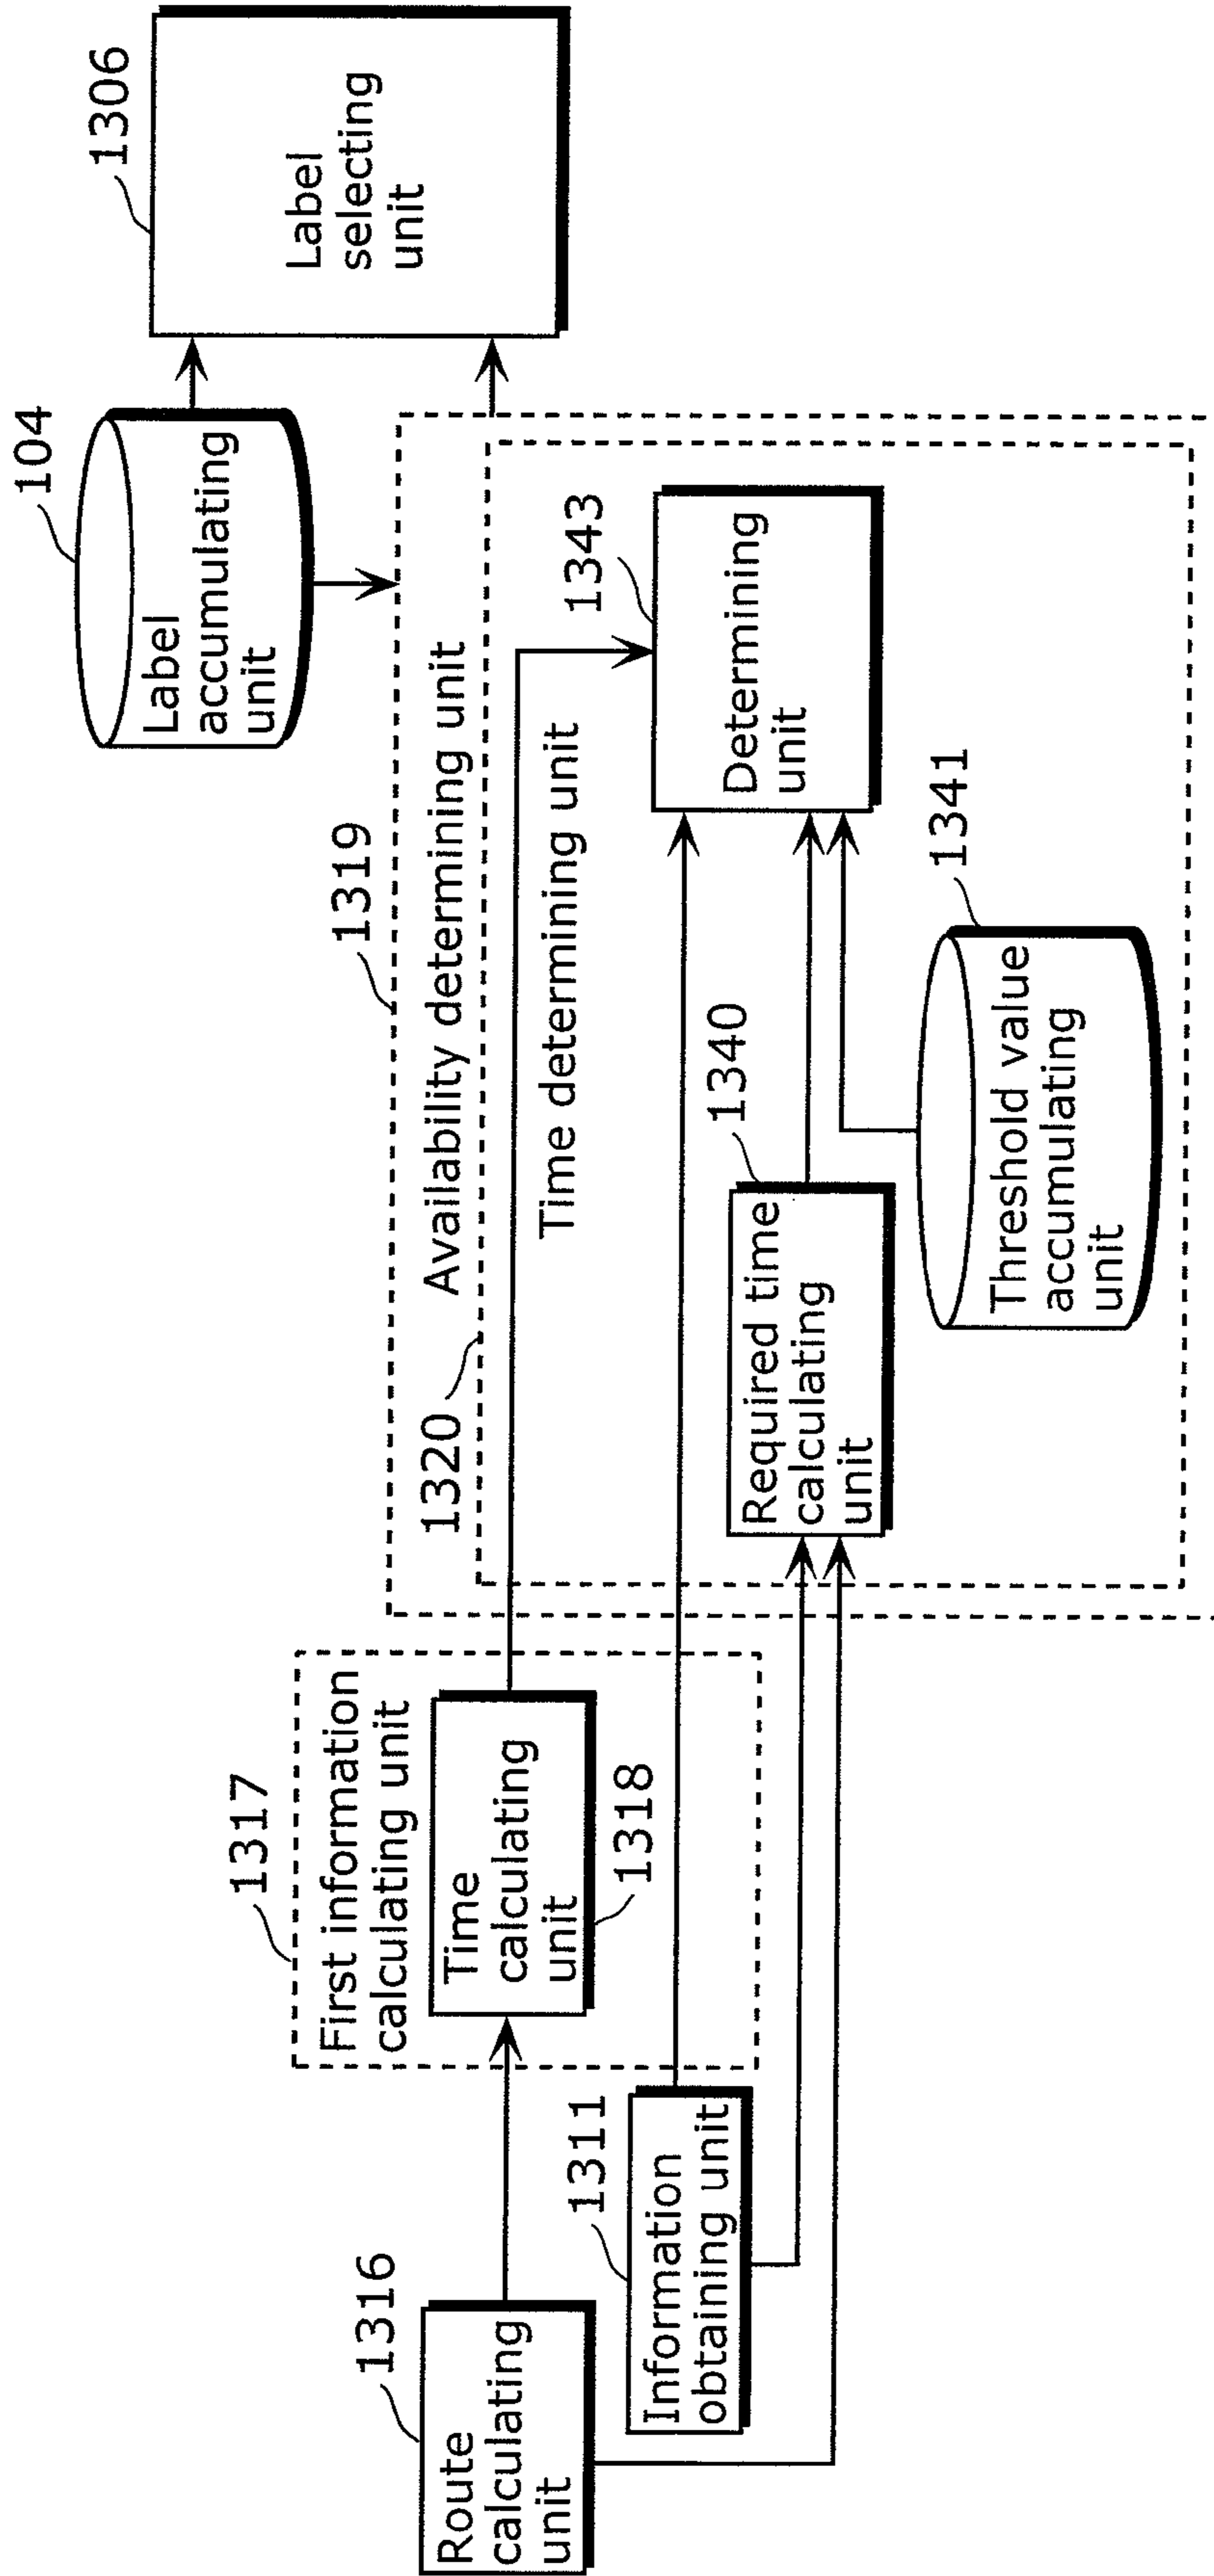 104
Label
accumulating
unit
1306
Label
selecting
unit
1319
Availability determining unit
1320
Time determining unit
1343
Determining
unit
1317
First information
calculating unit
Time
calculating
unit
1318
1316
Route
calculating
unit
1311
Information
obtaining unit
1340
Required time
calculating
unit
1341
Threshold value
accumulating
unit